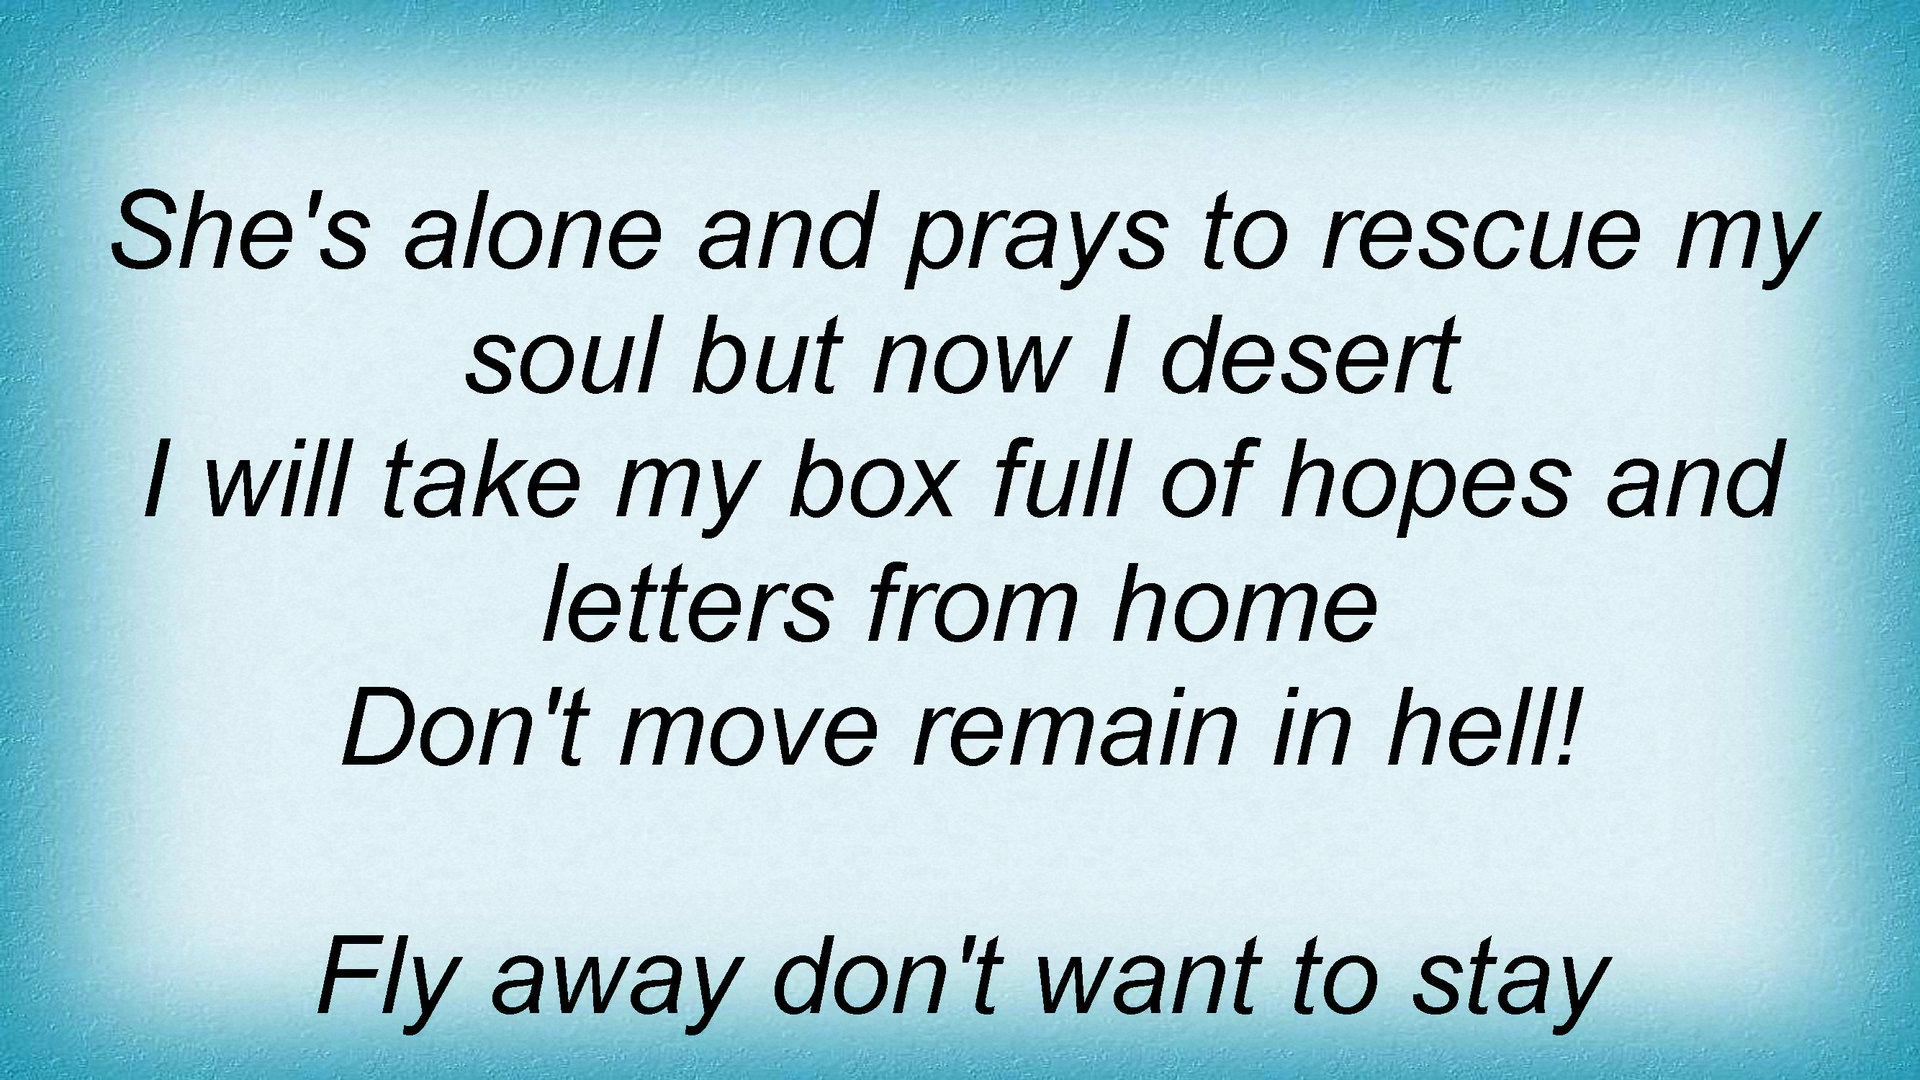 She's alone and prays to rescue my
soul but now I desert
I will take my box full of hopes and
letters from home
Don't move remain in hell!
Fly away don't want to stay